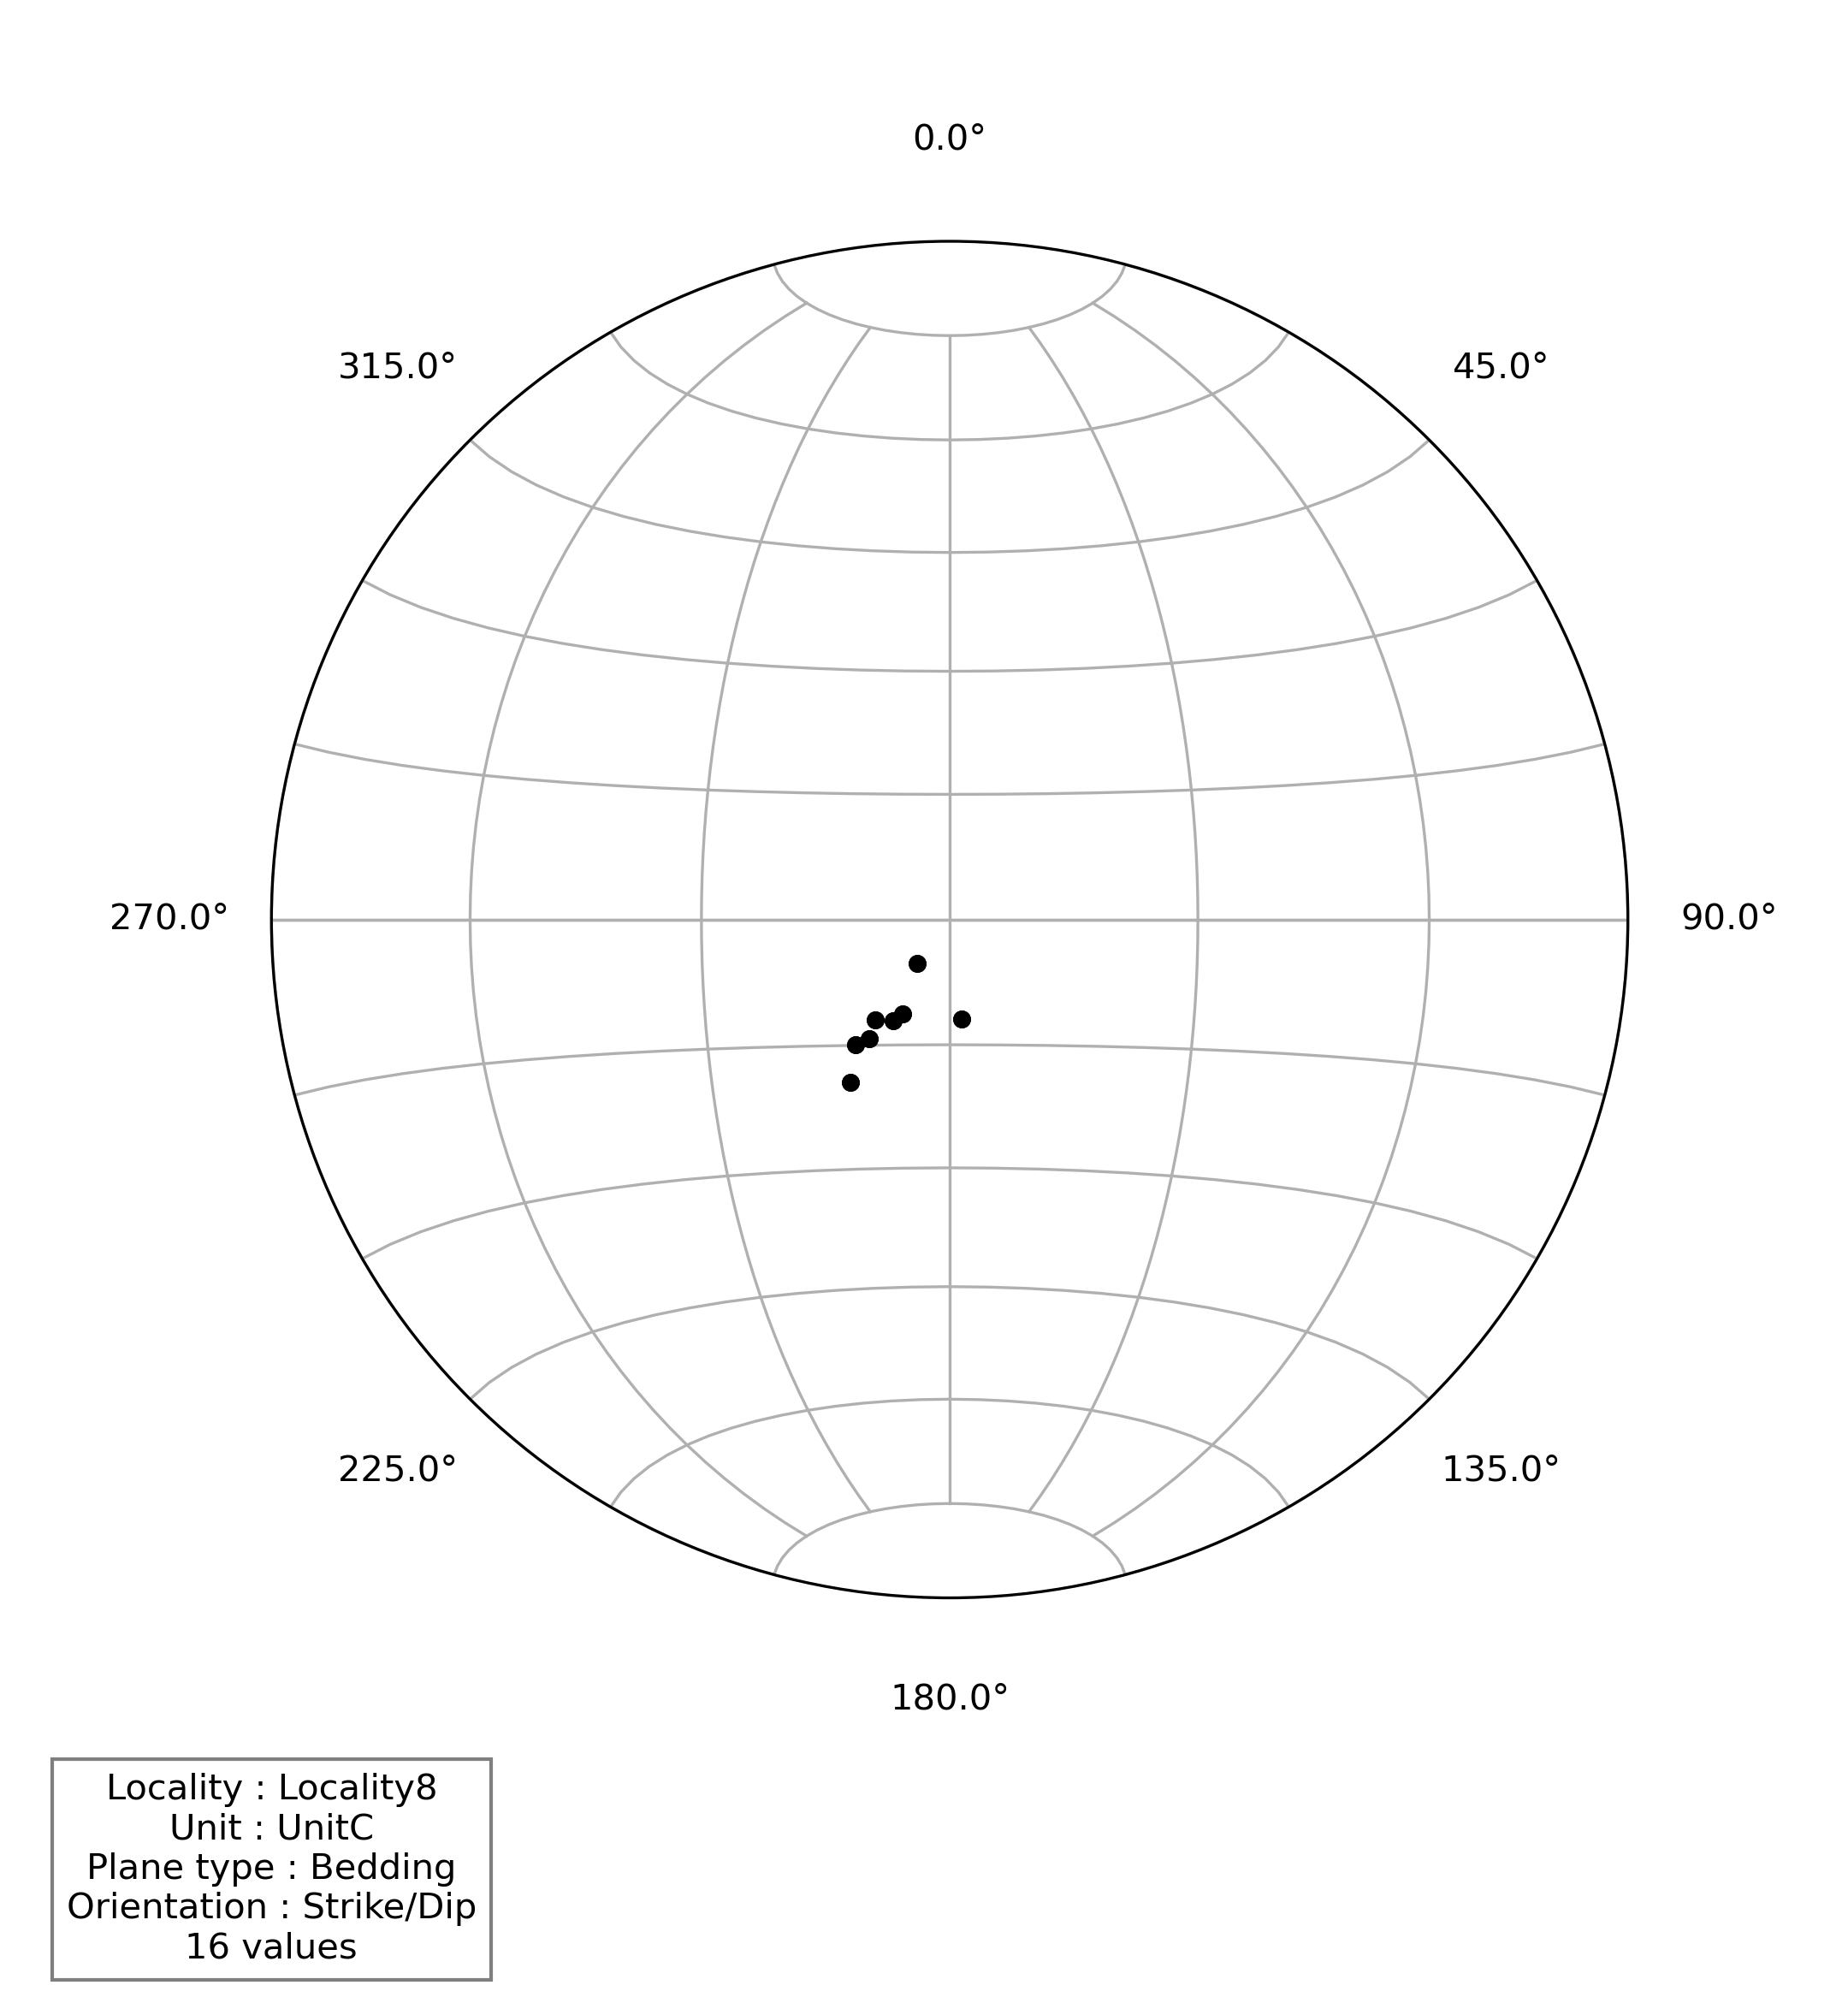 0.0°
315.0°
45.0°
270.0°
90.0°
225.0°
135.0°
180.0°
Locality : Locality8
Unit : UnitC
Plane type : Bedding
Orientation : Strike/Dip
16 values